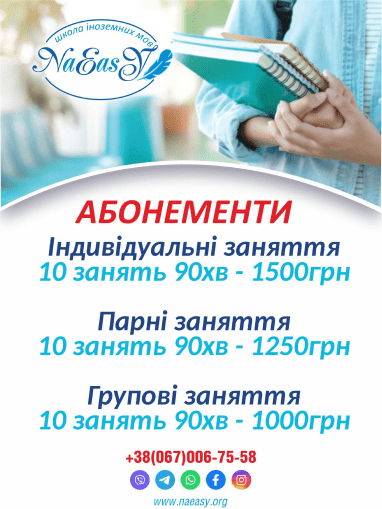 школа іноземних мов
NaEasY
АБОНЕМЕНТИ
Індивідуальні заняття
10 занять 90хв - 1500грн
Парні заняття
10 занять 90хв - 1250грн
Групові заняття
10 занять 90хв - 1000грн
+38(067)006-75-58
www.naeasy.org